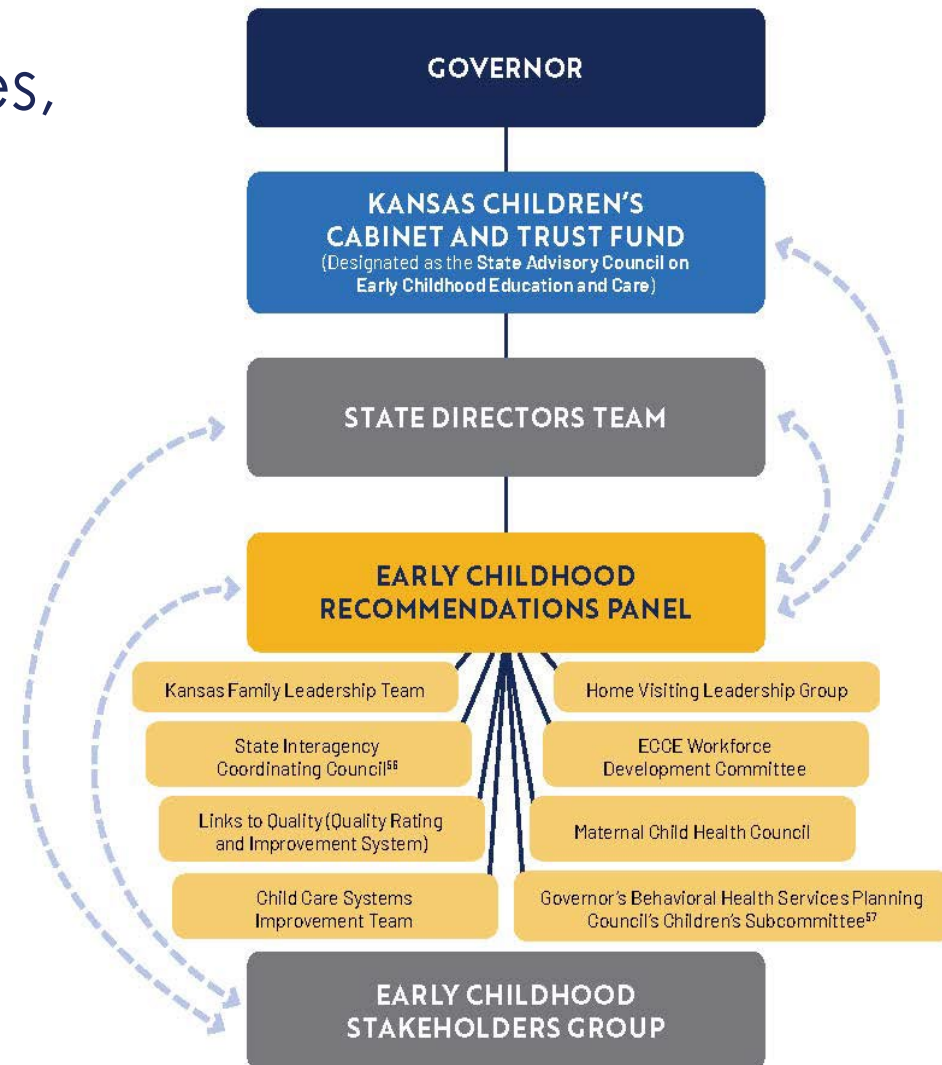 es,
GOVERNOR
KANSAS CHILDREN'S
CABINET AND TRUST FUND
(Designated as the State Advisory Council on
Early Childhood Education and Care)
STATE DIRECTORS TEAM
EARLY CHILDHOOD
RECOMMENDATIONS PANEL
Kansas Family Leadership Team
Home Visiting Leadership Group
State Interagency
Coordinating Council⁵⁶
ECCE Workforce
Development Committee
Links to Quality (Quality Rating
and Improvement System)
Maternal Child Health Council
Child Care Systems
Improvement Team
Governor's Behavioral Health Services Planning
Council's Children's Subcommittee⁵⁷
EARLY CHILDHOOD
STAKEHOLDERS GROUP